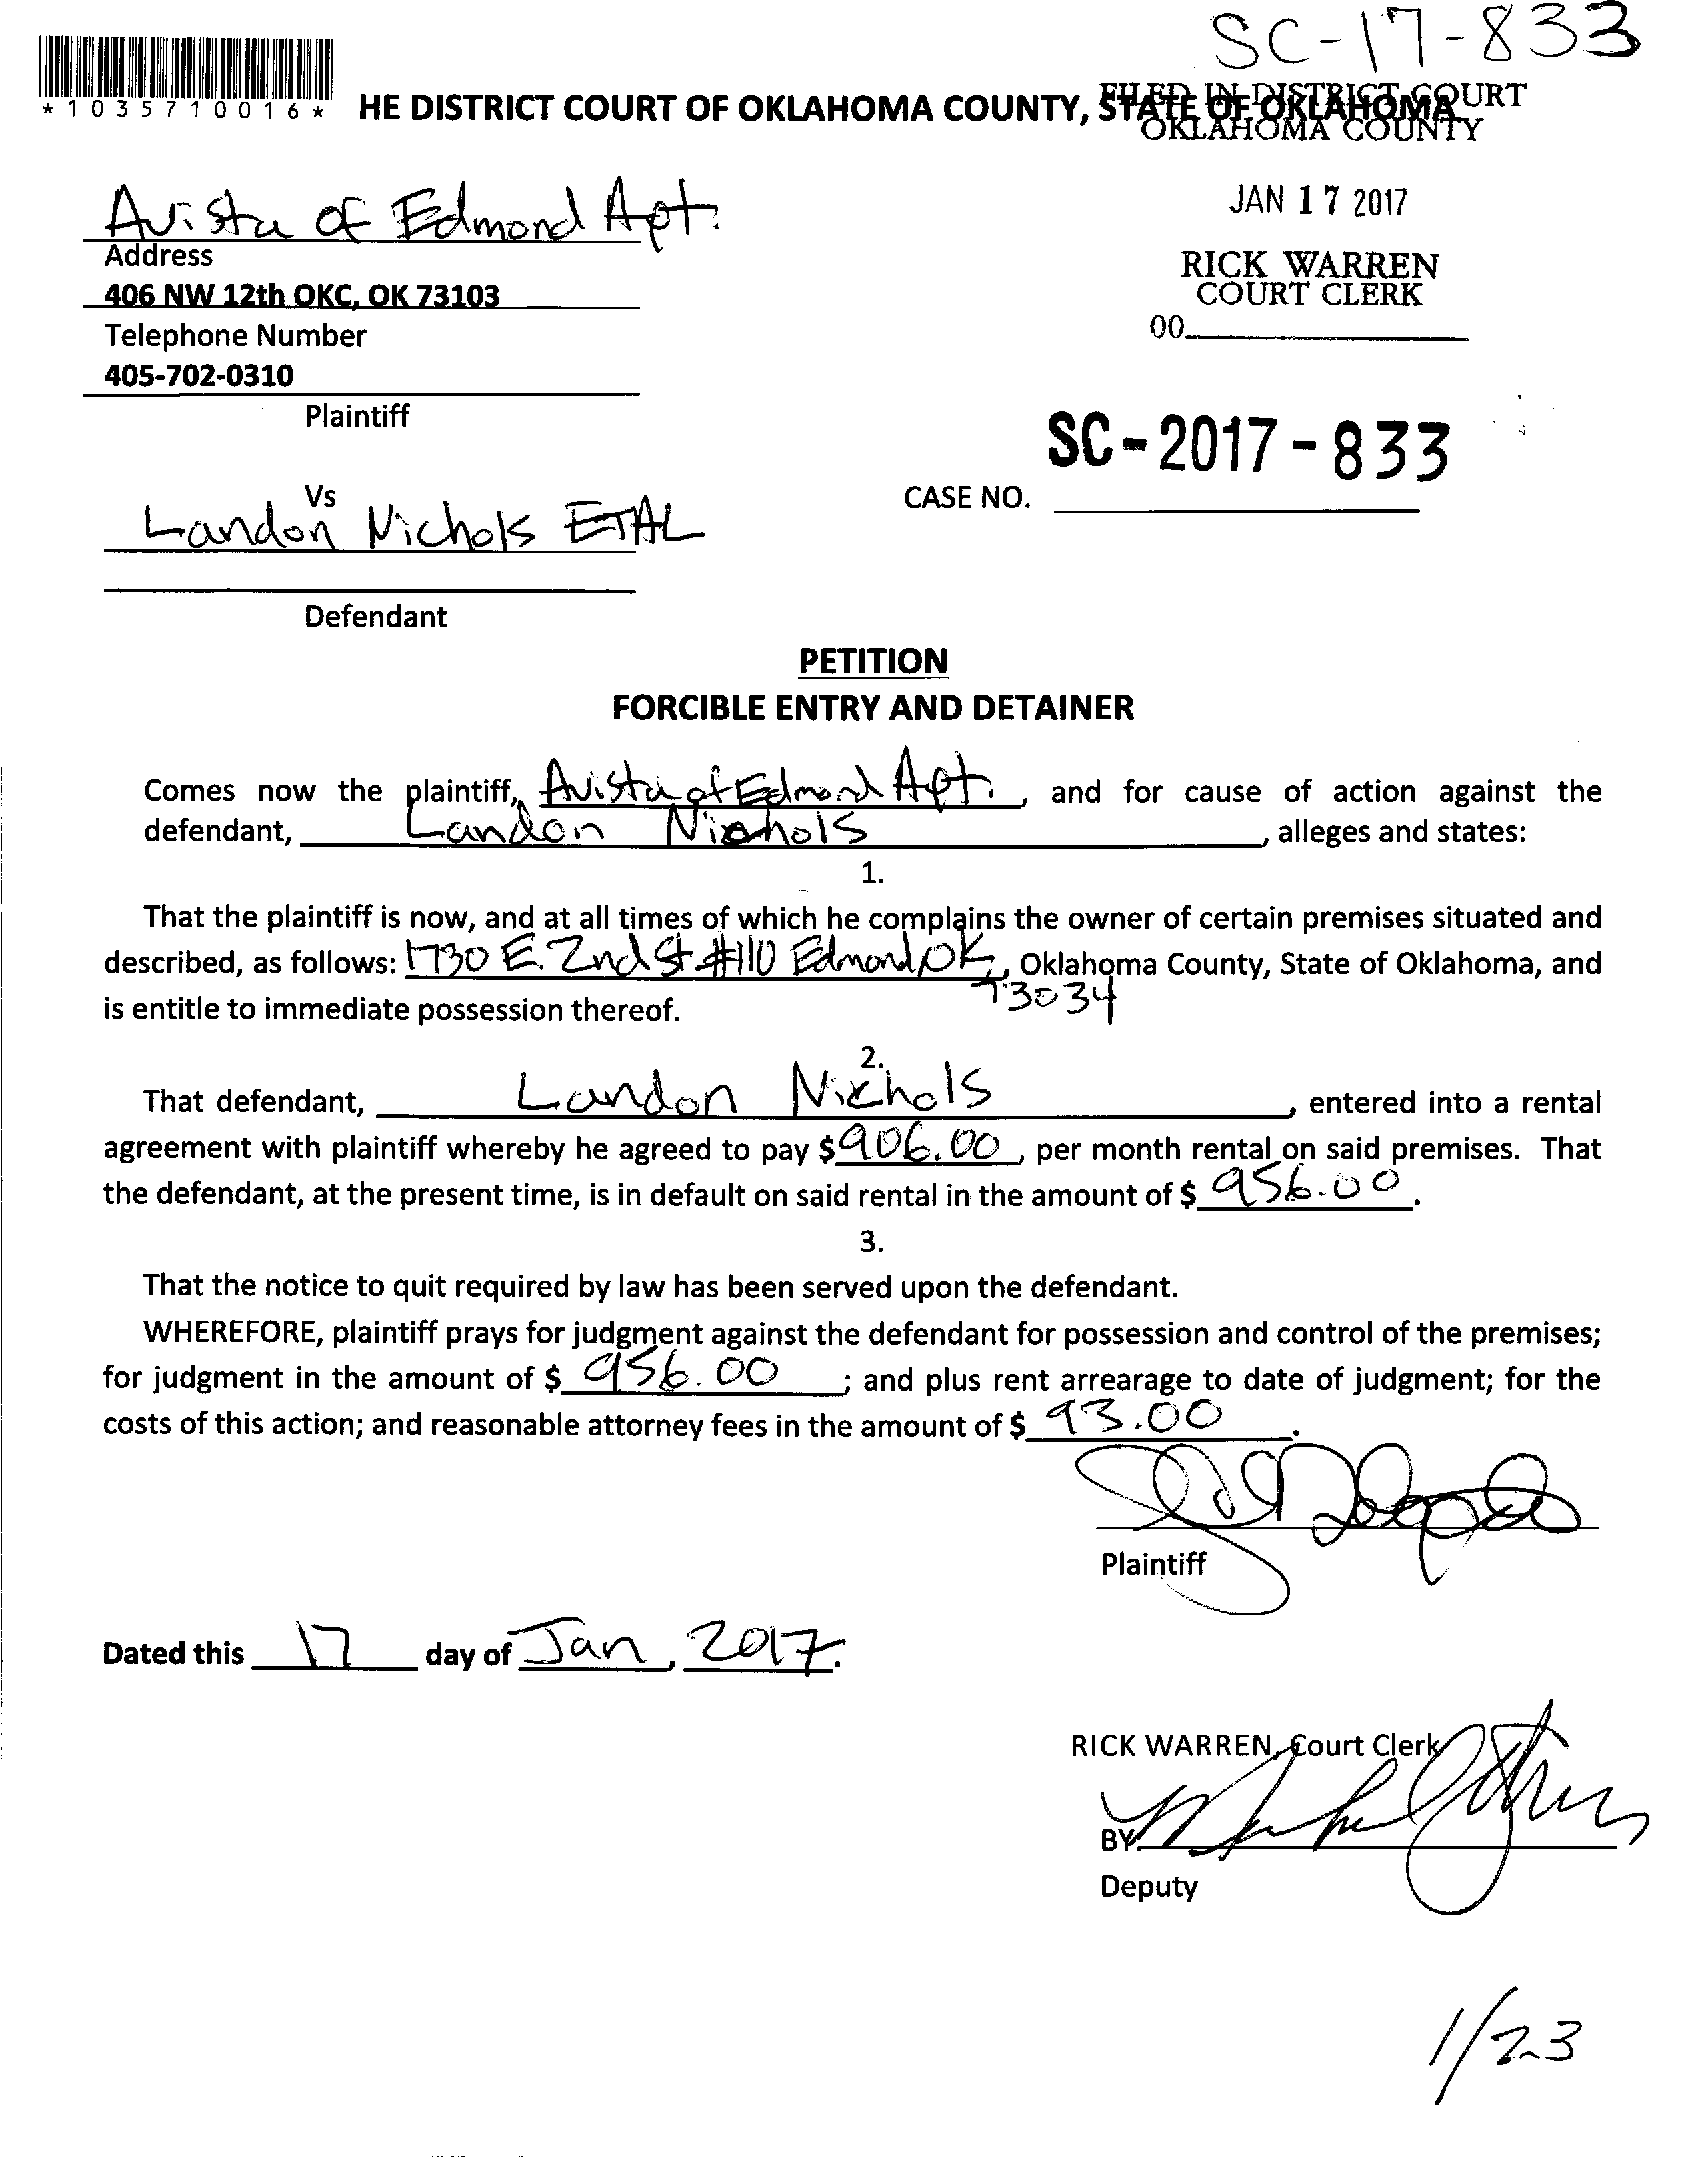 SC-17-833
*1035710016*
HE DISTRICT COURT OF OKLAHOMA COUNTY, STATE OF OKLAHOMA
FILED IN DISTRICT COURT
OKLAHOMA COUNTY
Avista of Edmond Apt.
JAN 17 2017
Address
RICK WARREN
COURT CLERK
406 NW 12th OKC, OK 73103
Telephone Number
00
405-702-0310
Plaintiff
SC-2017-833
Vs
CASE NO.
Landon Nichols ETAL
Defendant
PETITION
FORCIBLE ENTRY AND DETAINER
Comes now the plaintiff, Avista of Edmond Apt. , and for cause of action against the
defendant, Landon Nichols , alleges and states:
1.
That the plaintiff is now, and at all times of which he complains the owner of certain premises situated and
described, as follows: 1730 E. 2nd St #110 Edmond OK, , Oklahoma County, State of Oklahoma, and
73034
is entitle to immediate possession thereof.
2.
That defendant, Landon Nichols , entered into a rental
agreement with plaintiff whereby he agreed to pay $906.00 , per month rental on said premises. That
the defendant, at the present time, is in default on said rental in the amount of $ 956.00 .
3.
That the notice to quit required by law has been served upon the defendant.
WHEREFORE, plaintiff prays for judgment against the defendant for possession and control of the premises;
for judgment in the amount of $ 956.00 ; and plus rent arrearage to date of judgment; for the
costs of this action; and reasonable attorney fees in the amount of $ 93.00 .
Plaintiff
Dated this 17 day of Jan , 2017.
RICK WARREN, Court Clerk
BY
Deputy
1/23